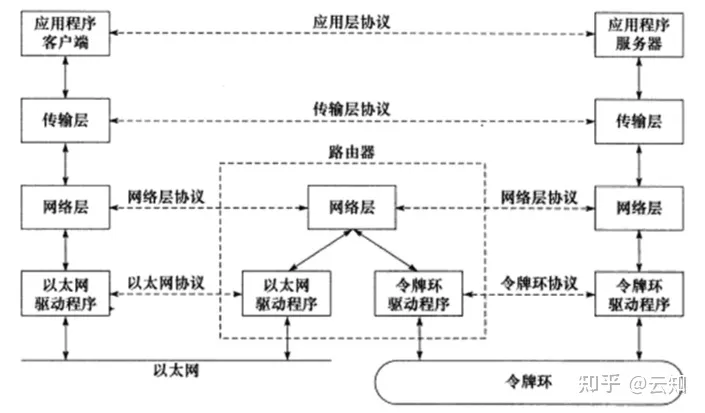 应用程序
客户端
应用层协议
应用程序
服务器
传输层
传输层协议
传输层
路由器
网络层
网络层协议
网络层
网络层协议
网络层
以太网
驱动程序
以太网协议
以太网
驱动程序
令牌环
驱动程序
令牌环协议
令牌环
驱动程序
以太网
令牌环
知乎 @云知